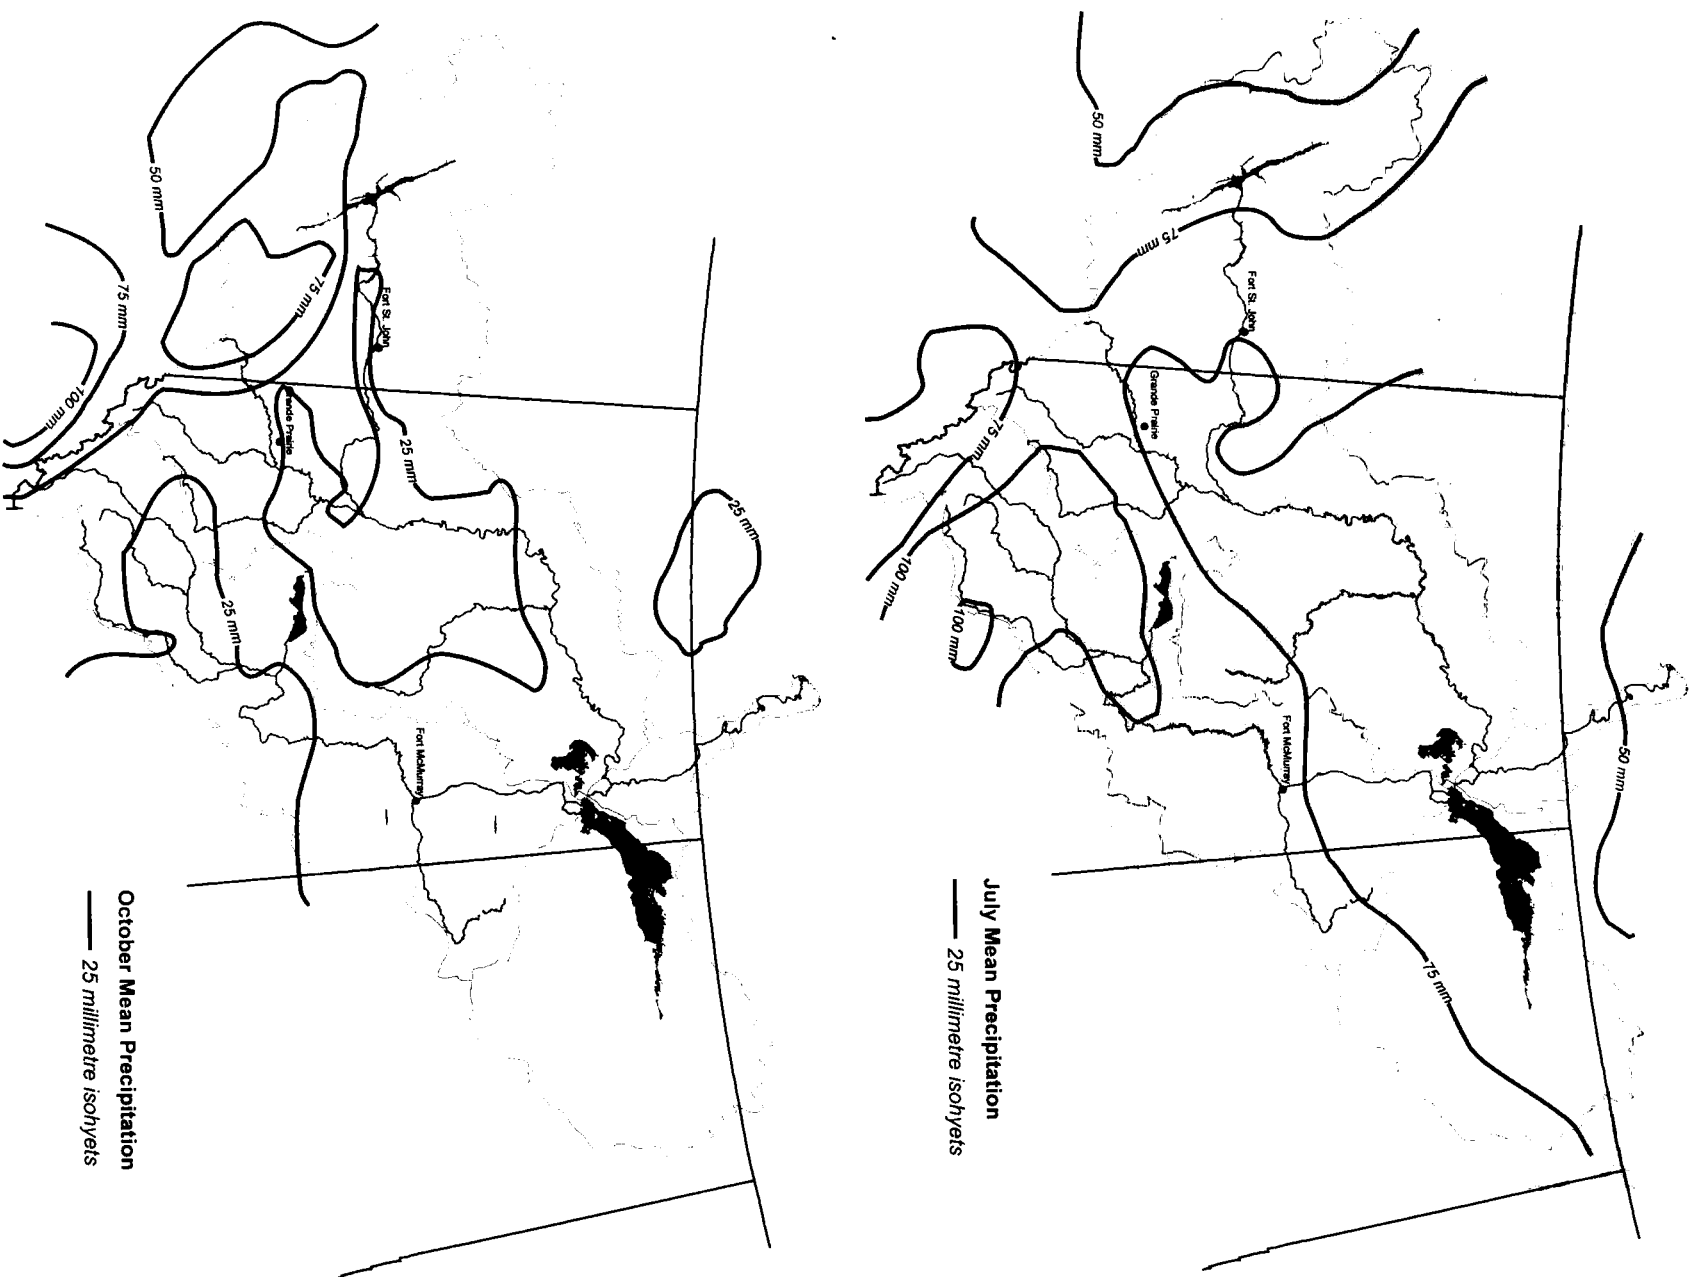 50 mm
75 mm
Fort St. John
Grande Prairie
75 mm
100 mm
100 mm
Fort McMurray
50 mm
75 mm
July Mean Precipitation
25 millimetre isohyets
50 mm
75 mm
75 mm
100 mm
Fort St. John
rande Prairie
25 mm
25 mm
25 mm
Fort McMurray
October Mean Precipitation
25 millimetre isohyets